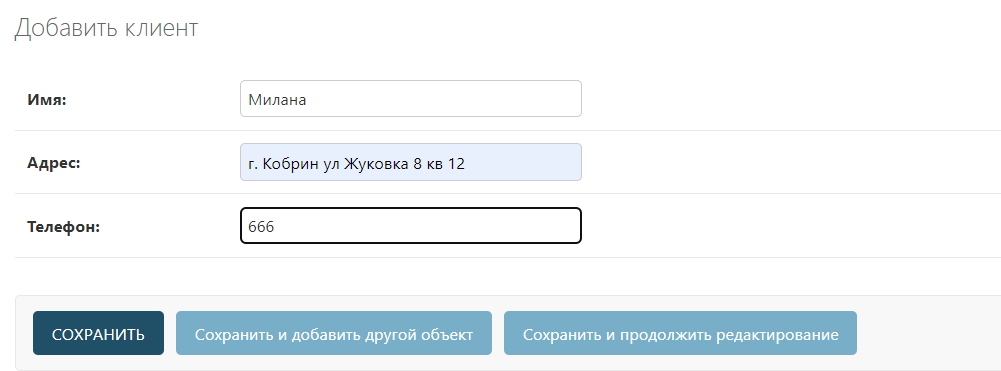 Добавить клиент
Имя: Милана
Адрес: г. Кобрин ул Жуковка 8 кв 12
Телефон: 666
СОХРАНИТЬ Сохранить и добавить другой объект Сохранить и продолжить редактирование